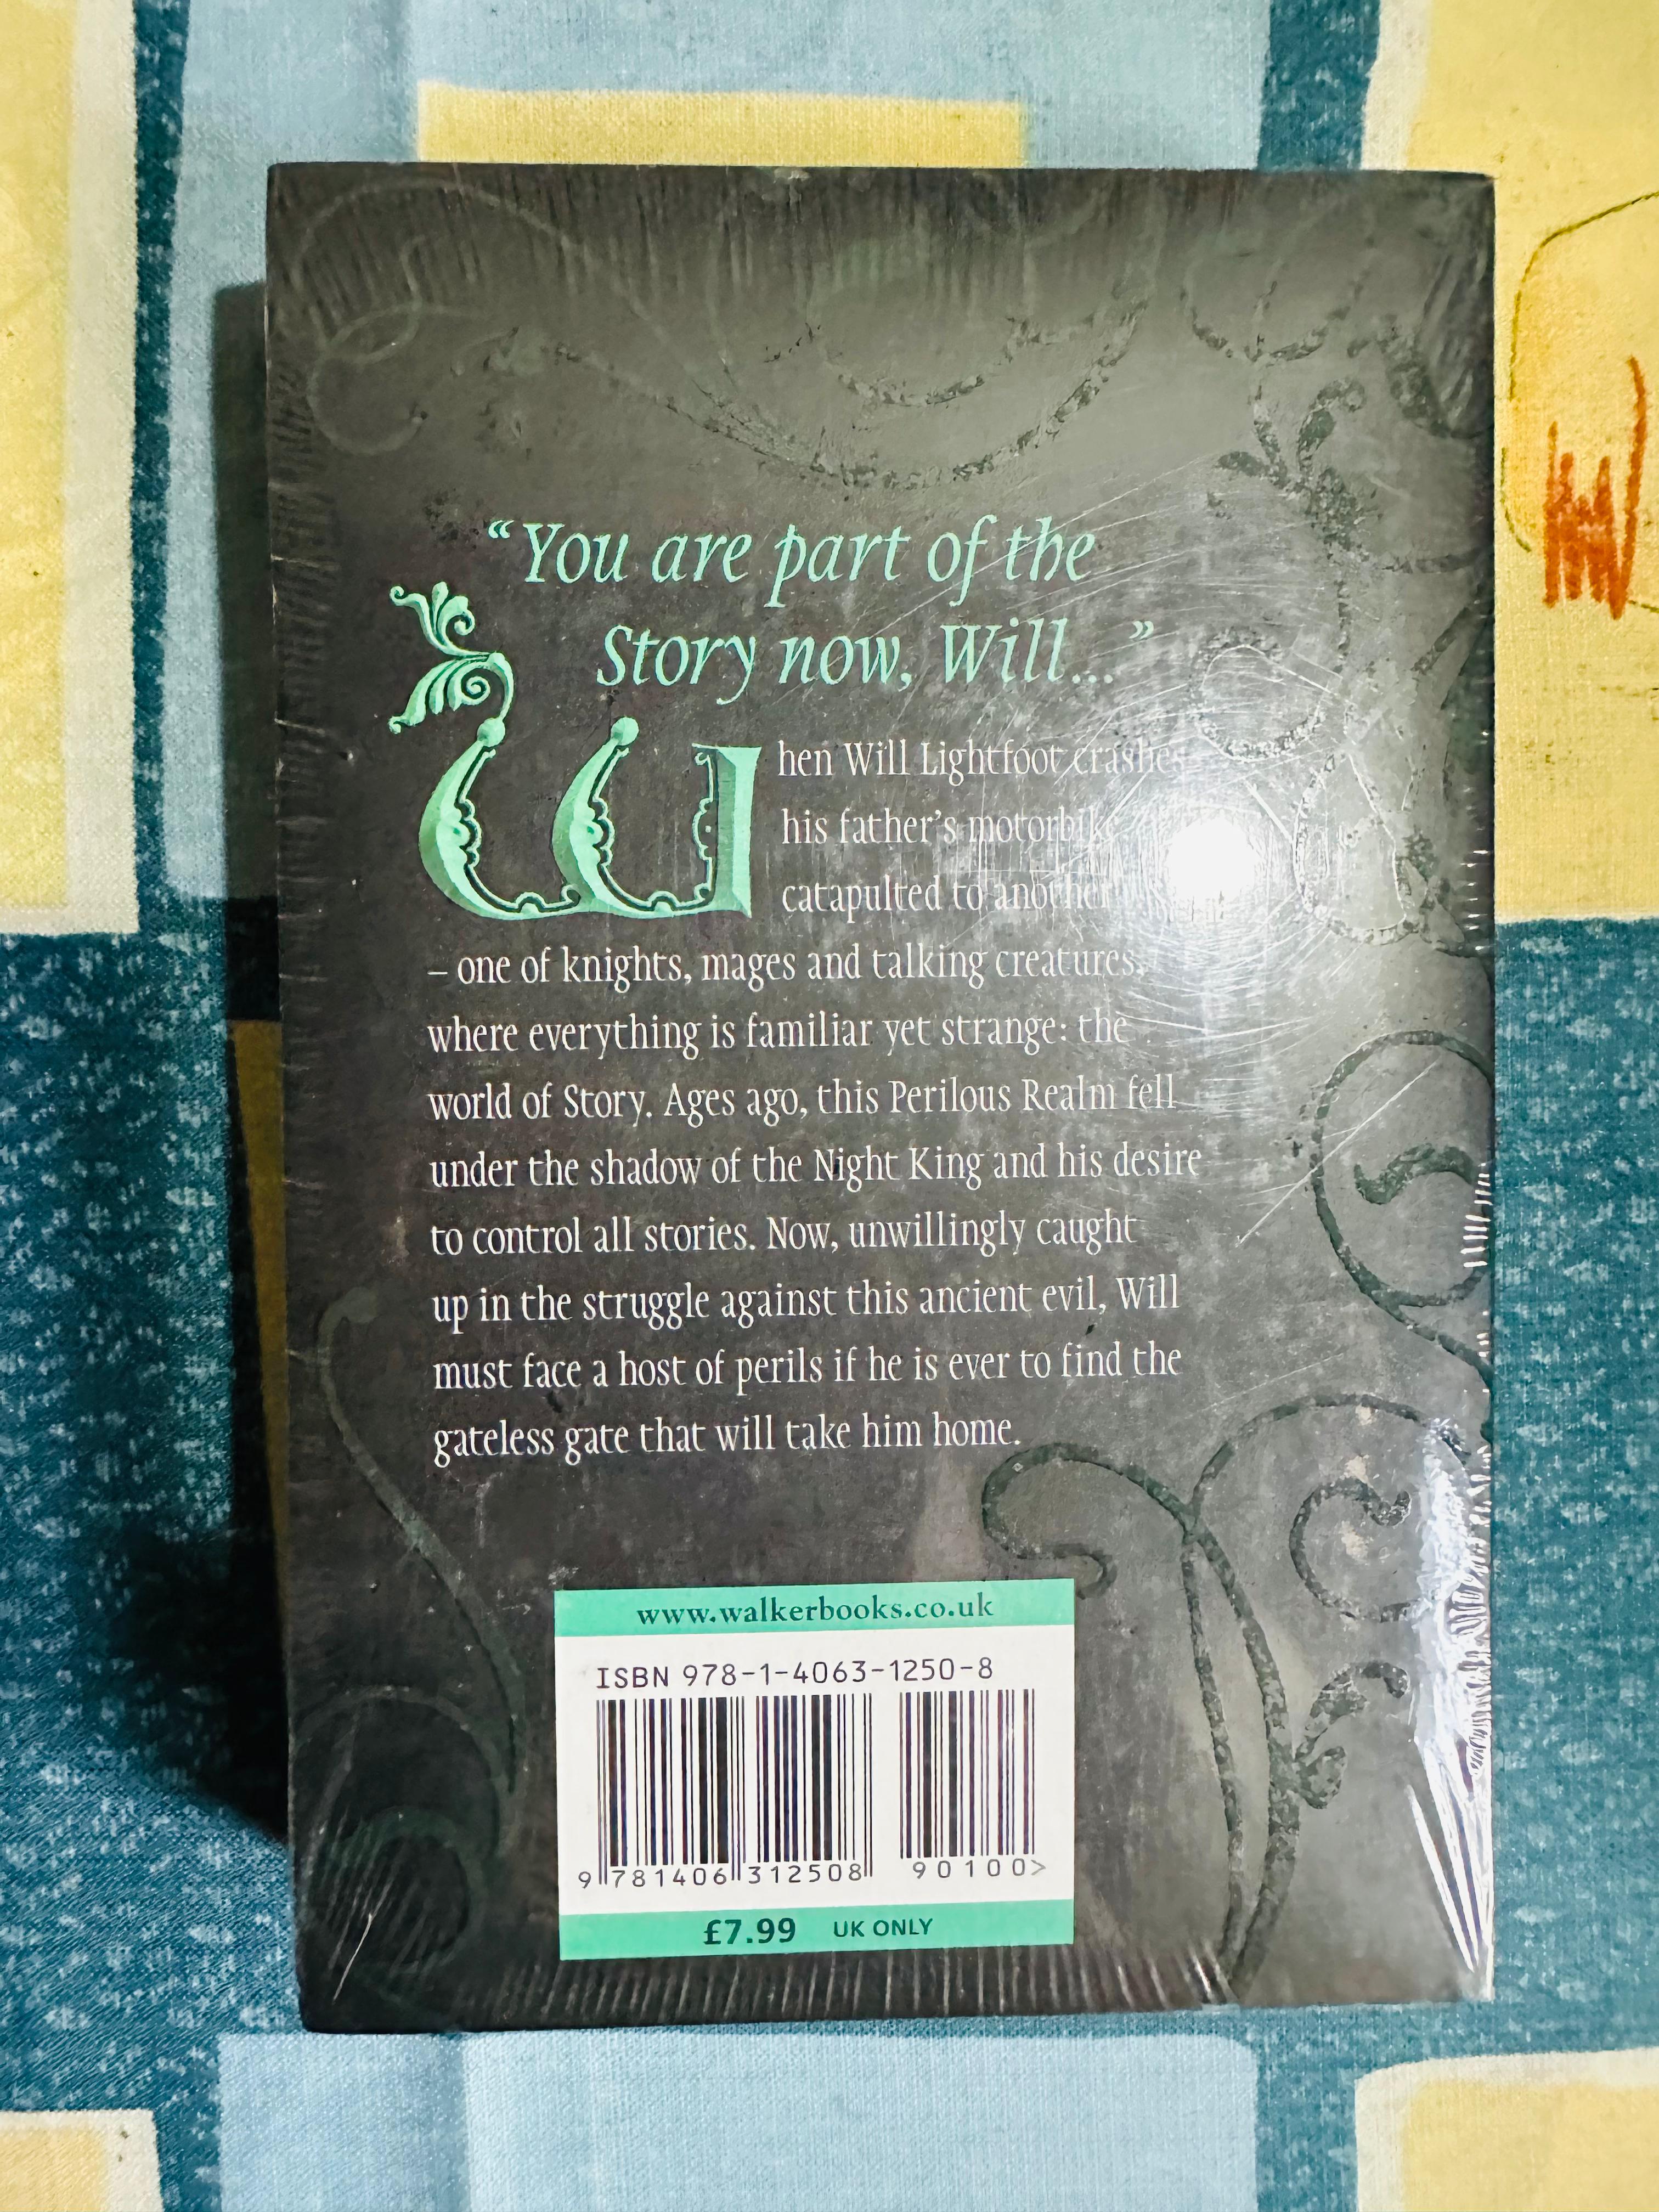 “You are part of the
Story now, Will...”
When Will Lightfoot crashes
his father’s motorbike
catapulted to another
– one of knights, mages and talking creatures,
where everything is familiar yet strange: the
world of Story. Ages ago, this Perilous Realm fell
under the shadow of the Night King and his desire
to control all stories. Now, unwillingly caught
up in the struggle against this ancient evil, Will
must face a host of perils if he is ever to find the
gateless gate that will take him home.
www.walkerbooks.co.uk
ISBN 978-1-4063-1250-8
9 781406 312508 90100>
£7.99 UK ONLY